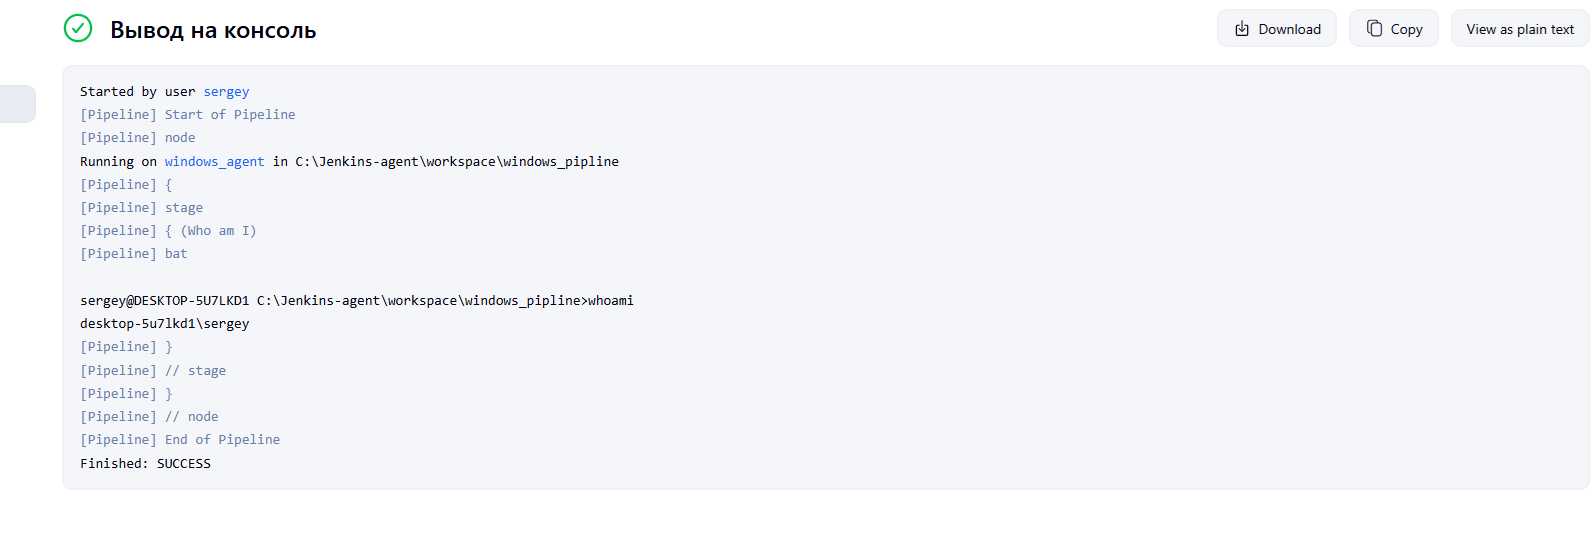 Вывод на консоль
Download
Copy
View as plain text
Started by user sergey
[Pipeline] Start of Pipeline
[Pipeline] node
Running on windows_agent in C:\Jenkins-agent\workspace\windows_pipline
[Pipeline] {
[Pipeline] stage
[Pipeline] { (Who am I)
[Pipeline] bat
sergey@DESKTOP-5U7LKD1 C:\Jenkins-agent\workspace\windows_pipline>whoami
desktop-5u7lkd1\sergey
[Pipeline] }
[Pipeline] // stage
[Pipeline] }
[Pipeline] // node
[Pipeline] End of Pipeline
Finished: SUCCESS